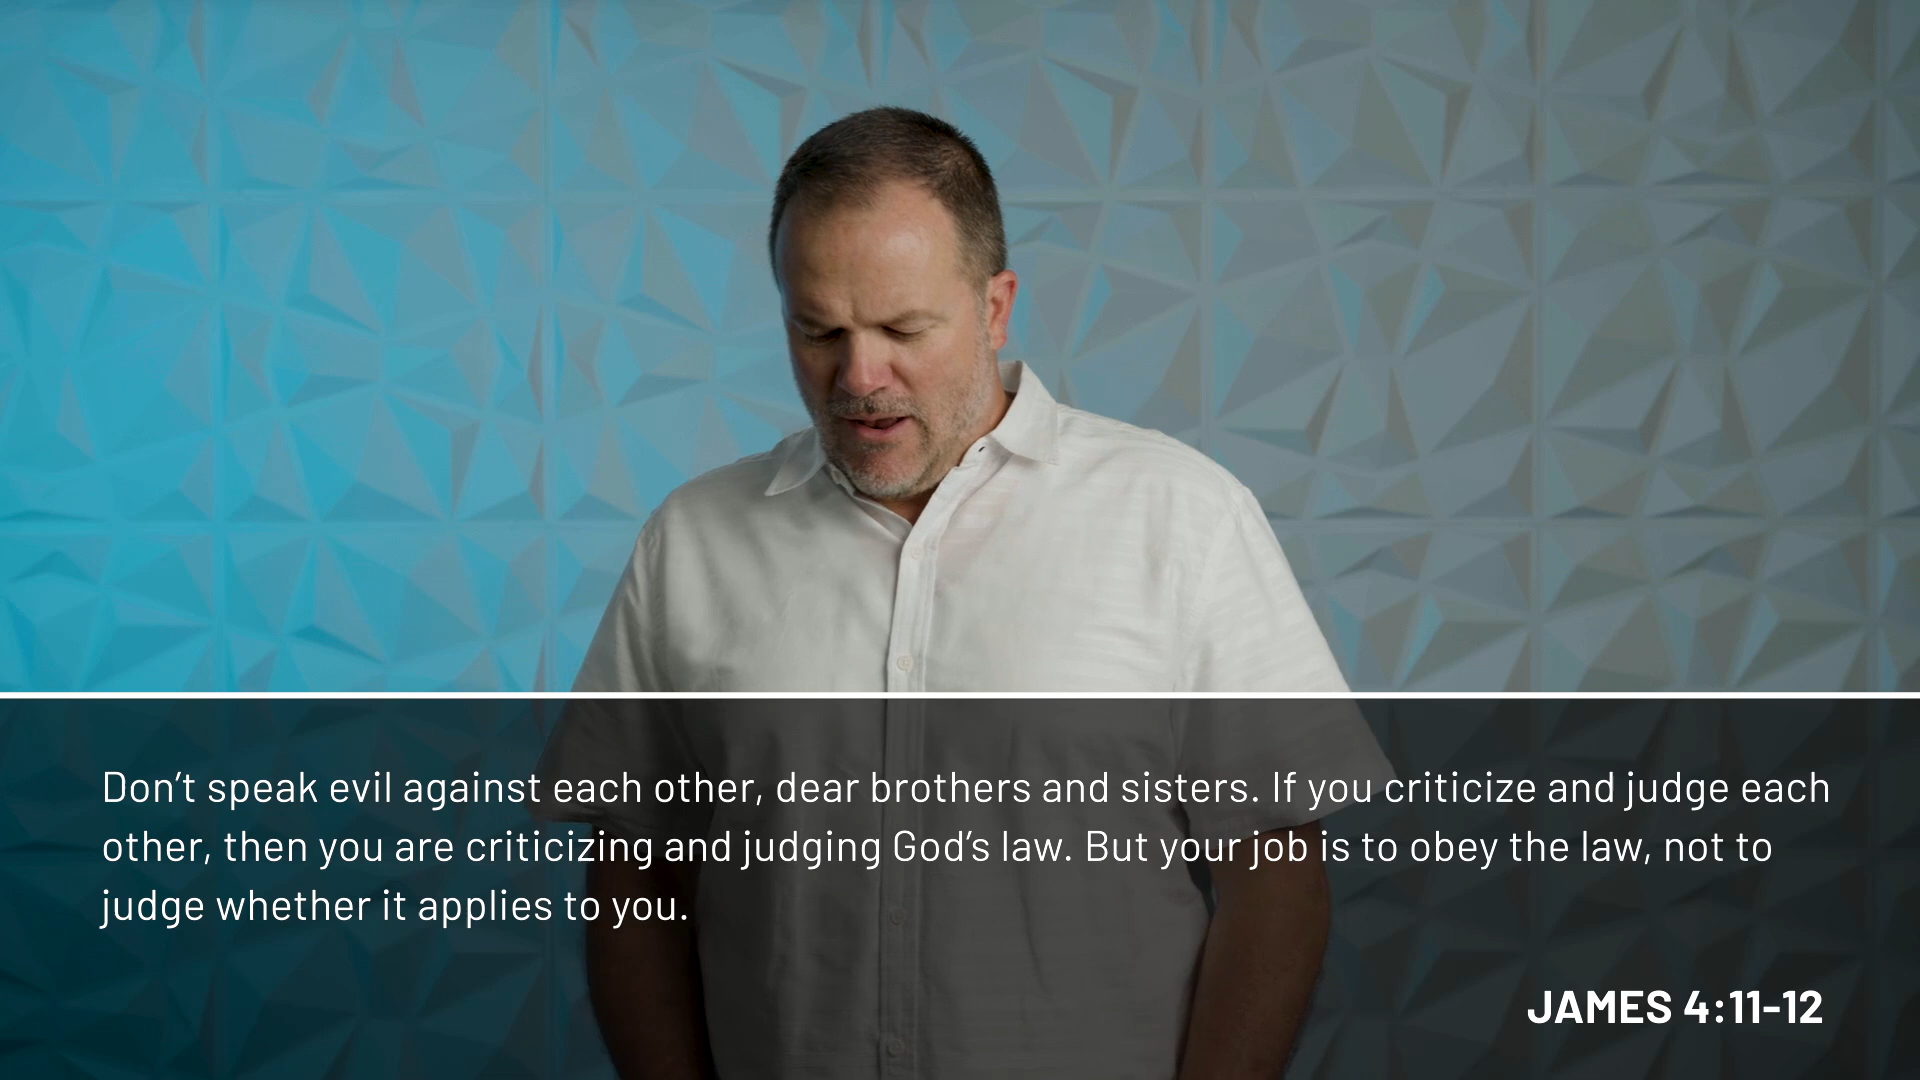 Don’t speak evil against each other, dear brothers and sisters. If you criticize and judge each
other, then you are criticizing and judging God’s law. But your job is to obey the law, not to
judge whether it applies to you.
JAMES 4:11-12